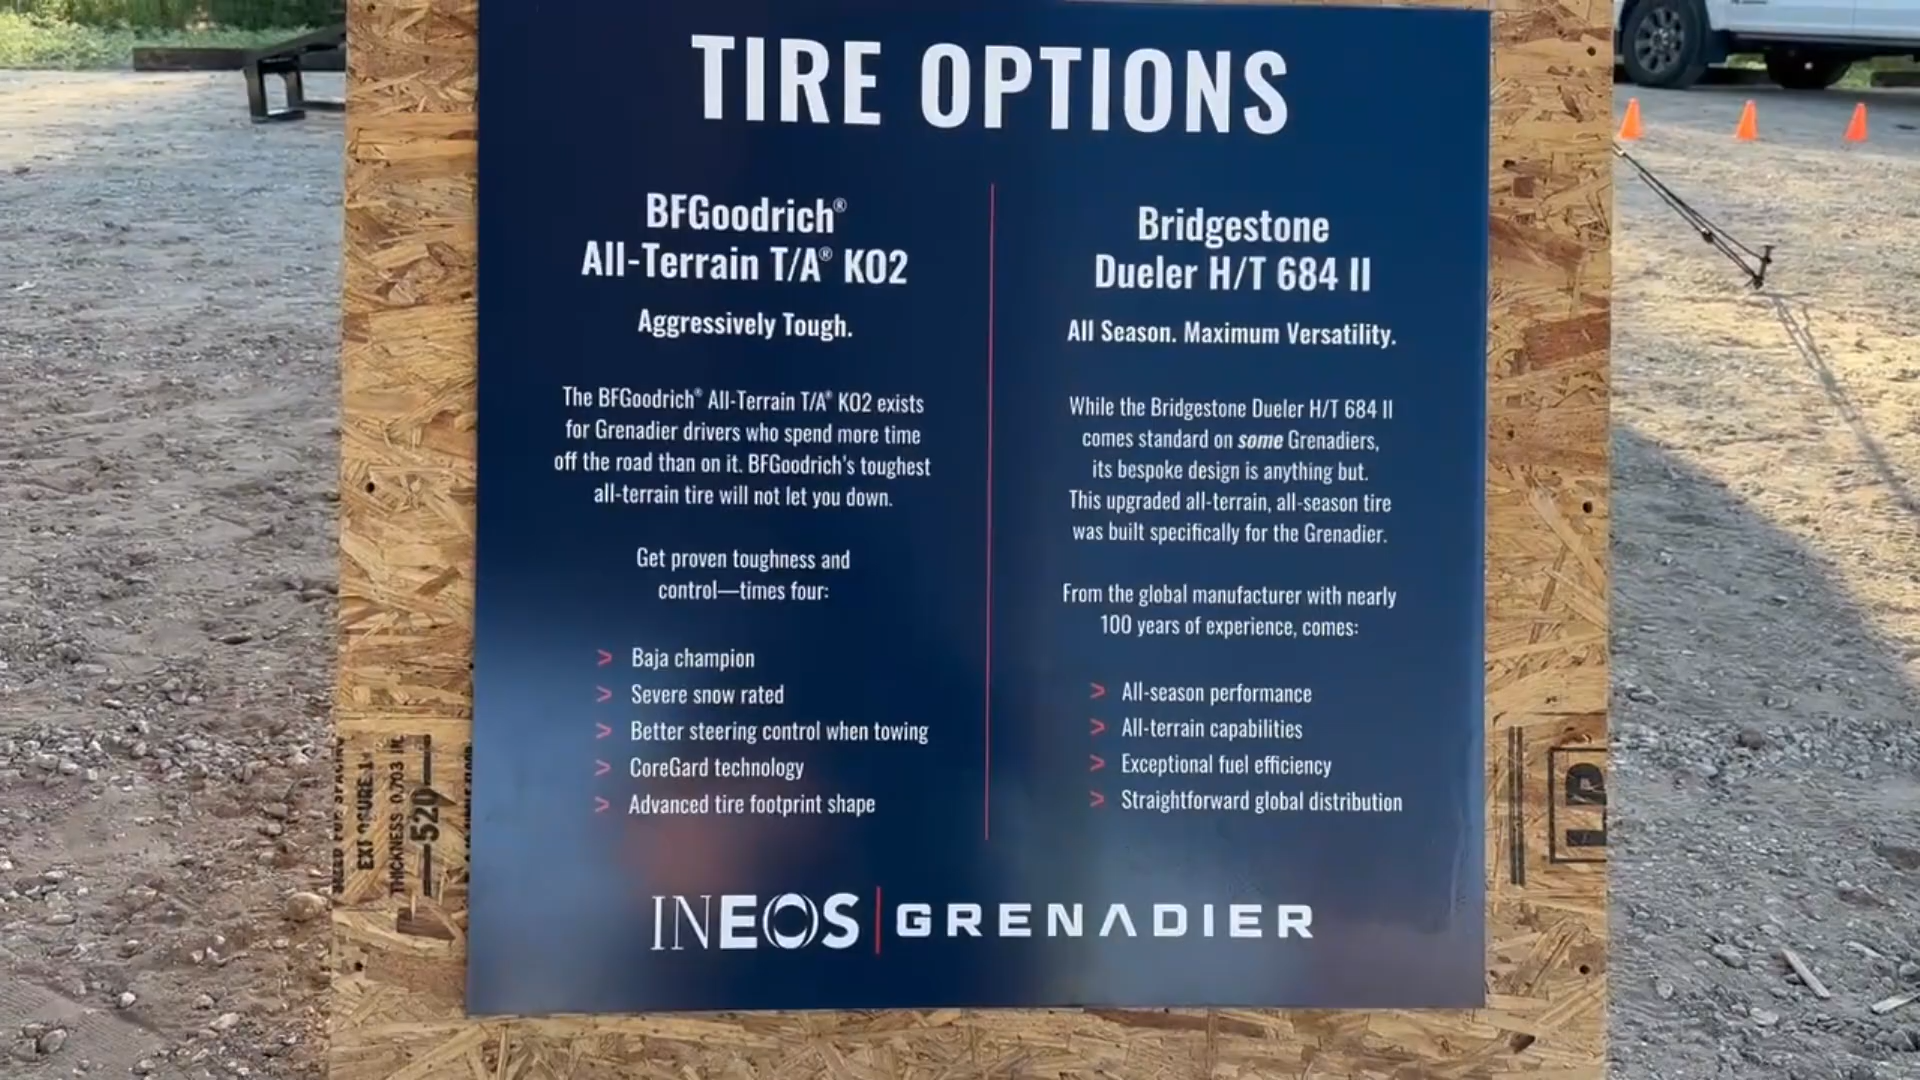 TIRE OPTIONS
BFGoodrich®
All-Terrain T/A® KO2
Aggressively Tough.
The BFGoodrich® All-Terrain T/A® KO2 exists
for Grenadier drivers who spend more time
off the road than on it. BFGoodrich's toughest
all-terrain tire will not let you down.
Get proven toughness and
control—times four:
> Baja champion
> Severe snow rated
> Better steering control when towing
> CoreGard technology
> Advanced tire footprint shape
Bridgestone
Dueler H/T 684 II
All Season. Maximum Versatility.
While the Bridgestone Dueler H/T 684 II
comes standard on some Grenadiers,
its bespoke design is anything but.
This upgraded all-terrain, all-season tire
was built specifically for the Grenadier.
From the global manufacturer with nearly
100 years of experience, comes:
> All-season performance
> All-terrain capabilities
> Exceptional fuel efficiency
> Straightforward global distribution
INEOS | GRENADIER
THICKNESS 0.703 IN.
520